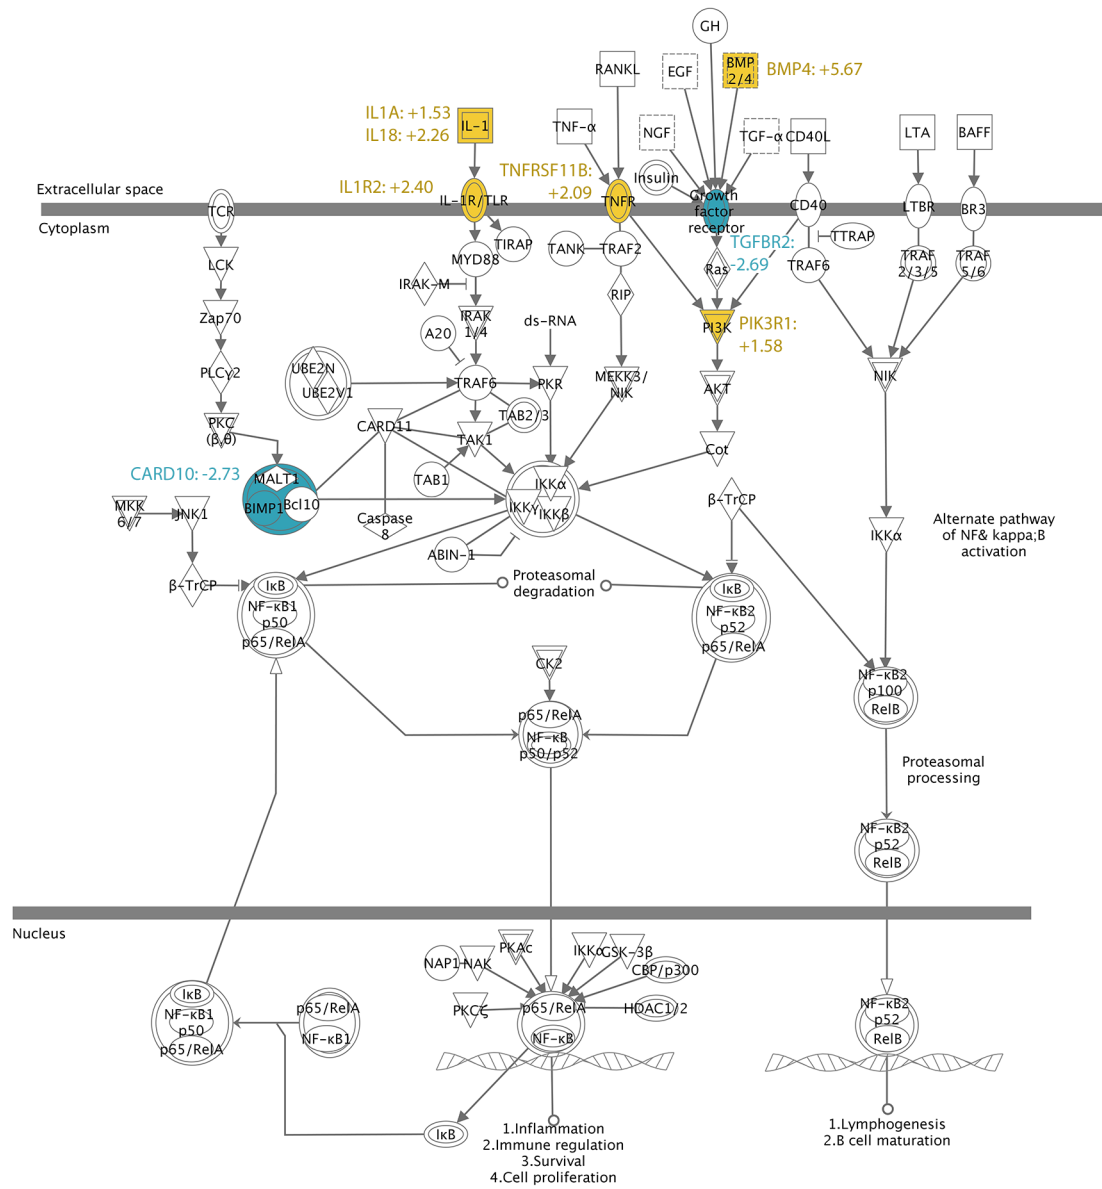 GH
RANKL
EGF
BMP
2/4
BMP4: +5.67
IL1A: +1.53
IL18: +2.26
IL-1
TNF-α
NGF
TGF-α
CD40L
LTA
BAFF
TNFRSF11B:
+2.09
Insulin
IL1R2: +2.40
Extracellular space
Cytoplasm
TCR
IL-1R/TLR
TNFR
Growth
factor
receptor
CD40
LTBR
BR3
TIRAP
TANK
TRAF2
TGFBR2:
-2.69
TTRAP
LCK
MYD88
Ras
TRAF6
TRAF
2/3/5
TRAF
5/6
IRAK-M
RIP
Zap70
IRAK
1/4
A20
ds-RNA
PI3K
PIK3R1:
+1.58
PLCγ2
UBE2N
UBE2V1
TRAF6
PKR
MEKK3/
NIK
AKT
NIK
PKC
(β,θ)
CARD11
TAB2/3
TAK1
Cot
CARD10: -2.73
MALT1
BIMP1
Bcl10
TAB1
IKKα
IKKγ
IKKβ
β-TrCP
MKK
6/7
JNK1
Caspase
8
Alternate pathway
of NF& kappa;B
activation
IKKα
ABIN-1
β-TrCP
IκB
NF-κB1
p50
p65/RelA
Proteasomal
degradation
IκB
NF-κB2
p52
p65/RelA
CK2
NF-κB2
p100
RelB
p65/RelA
NF-κB
p50/p52
Proteasomal
processing
NF-κB2
p52
RelB
Nucleus
NAP1
NAK
PKAc
IKKα
GSK-3β
CBP/p300
PKCζ
p65/RelA
NF-κB
HDAC1/2
IκB
NF-κB1
p50
p65/RelA
p65/RelA
NF-κB1
NF-κB2
p52
RelB
IκB
1.Inflammation
2.Immune regulation
3.Survival
4.Cell proliferation
1.Lymphogenesis
2.B cell maturation